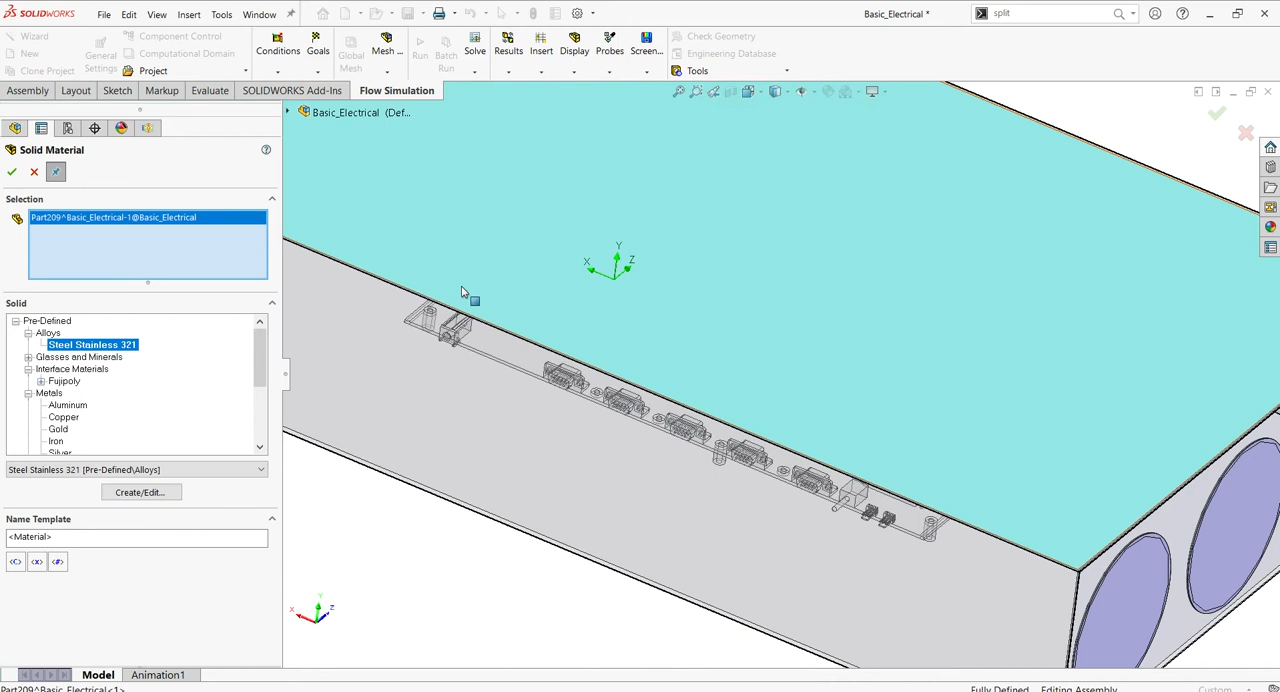 SOLIDWORKS File Edit View Insert Tools Window Basic_Electrical * split
Wizard
New
Clone Project
General Settings
Component Control
Computational Domain
Project
Conditions
Goals
Global Mesh
Mesh ...
Run
Batch Run
Solve
Results
Insert
Display
Probes
Screen...
Check Geometry
Engineering Database
Tools
Assembly Layout Sketch Markup Evaluate SOLIDWORKS Add-Ins Flow Simulation
Basic_Electrical (Def...
Solid Material
Selection
Part209^Basic_Electrical-1@Basic_Electrical
Solid
Pre-Defined
Alloys
Steel Stainless 321
Glasses and Minerals
Interface Materials
Fujipoly
Metals
Aluminum
Copper
Gold
Iron
Silver
Steel Stainless 321 [Pre-Defined\Alloys]
Create/Edit...
Name Template
<Material>
<C> <x> <#>
Y
X
Z
Y
X
Z
Model Animation1
Part209^Basic_Electrical<1> Fully Defined Editing Assembly Custom